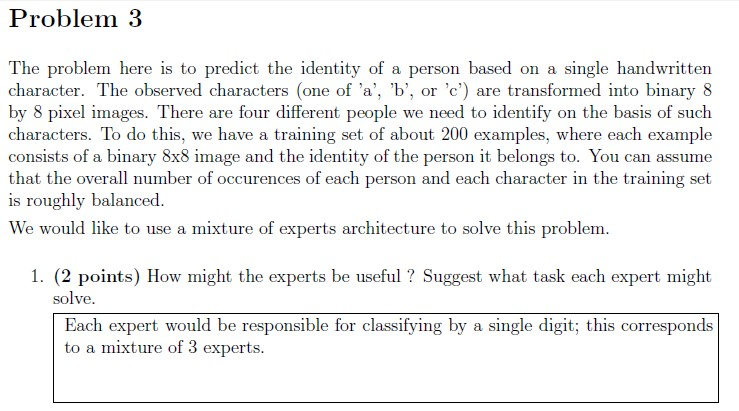 Problem 3
The problem here is to predict the identity of a person based on a single handwritten
character. The observed characters (one of 'a', 'b', or 'c') are transformed into binary 8
by 8 pixel images. There are four different people we need to identify on the basis of such
characters. To do this, we have a training set of about 200 examples, where each example
consists of a binary 8x8 image and the identity of the person it belongs to. You can assume
that the overall number of occurences of each person and each character in the training set
is roughly balanced.
We would like to use a mixture of experts architecture to solve this problem.
1. (2 points) How might the experts be useful ? Suggest what task each expert might
solve.
Each expert would be responsible for classifying by a single digit; this corresponds
to a mixture of 3 experts.